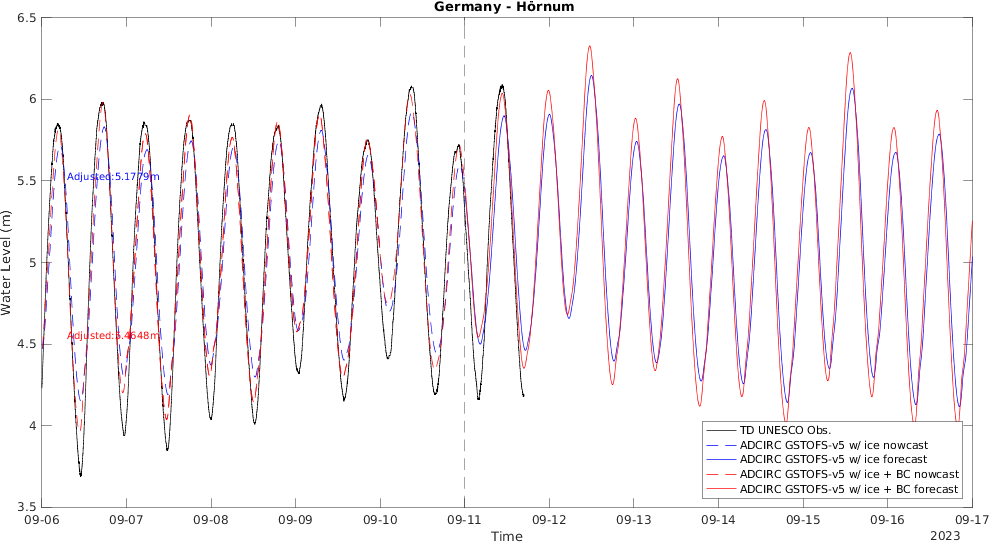 Germany - Hörnum
6.5
6
5.5
5
4.5
4
3.5
Water Level (m)
Adjusted:5.1779m
Adjusted:5.4648m
TD UNESCO Obs.
ADCIRC GSTOFS-v5 w/ ice nowcast
ADCIRC GSTOFS-v5 w/ ice forecast
ADCIRC GSTOFS-v5 w/ ice + BC nowcast
ADCIRC GSTOFS-v5 w/ ice + BC forecast
09-06 09-07 09-08 09-09 09-10 09-11 09-12 09-13 09-14 09-15 09-16 09-17
Time
2023